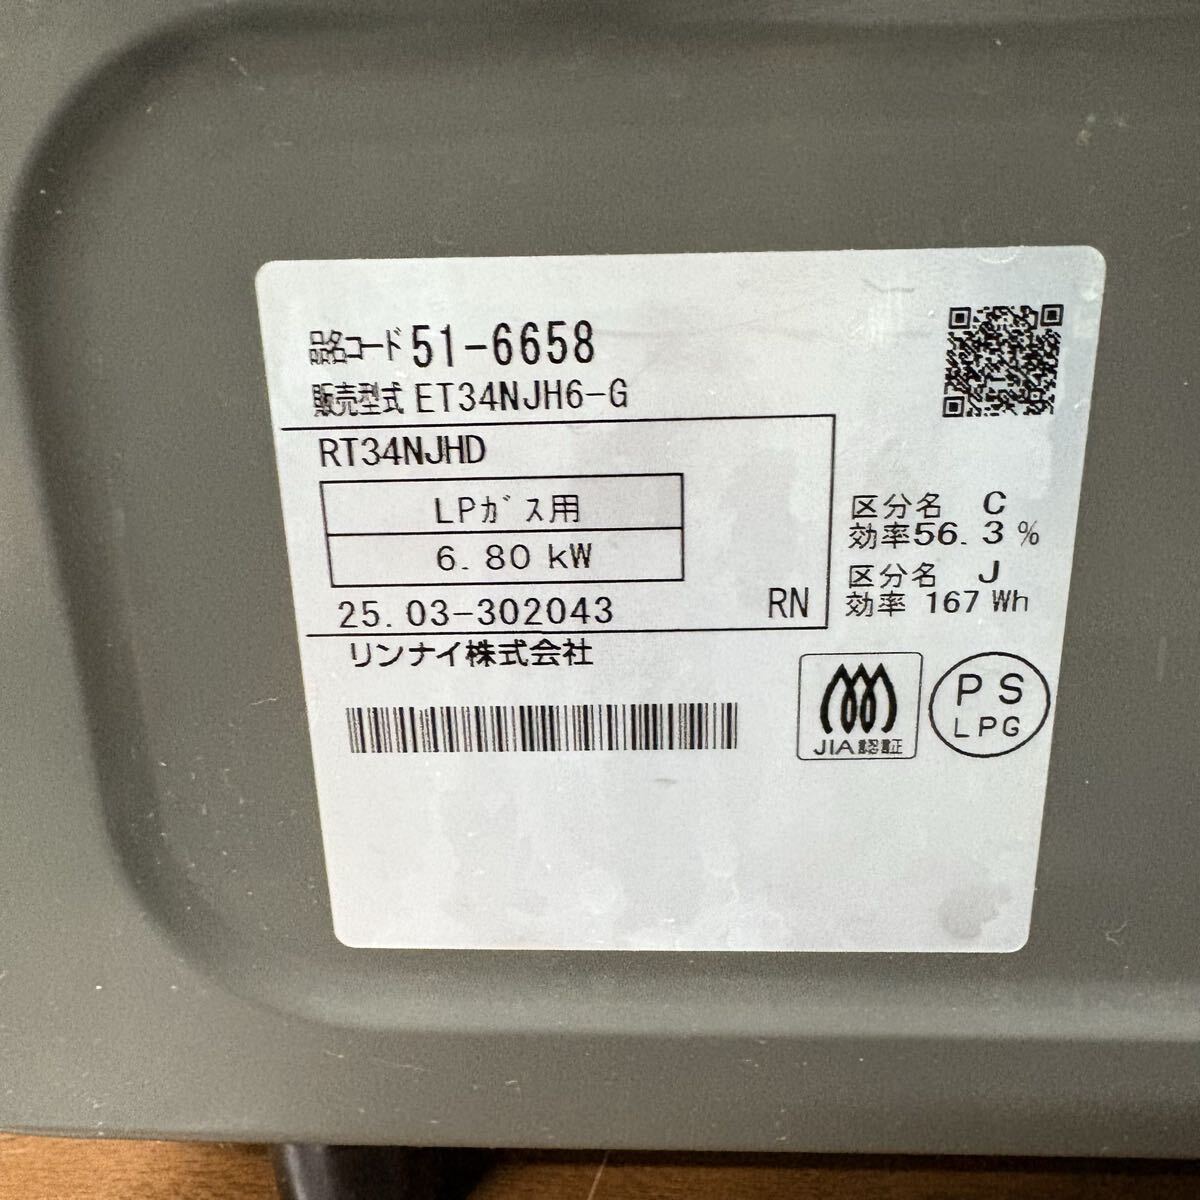 品名コード 51-6658
販売型式 ET34NJH6-G
RT34NJHD
LPガス用
6.80 kW
25.03-302043
RN
リンナイ株式会社
区分名 C
効率56.3%
区分名 J
効率 167 Wh
JIA認証
PS
LPG